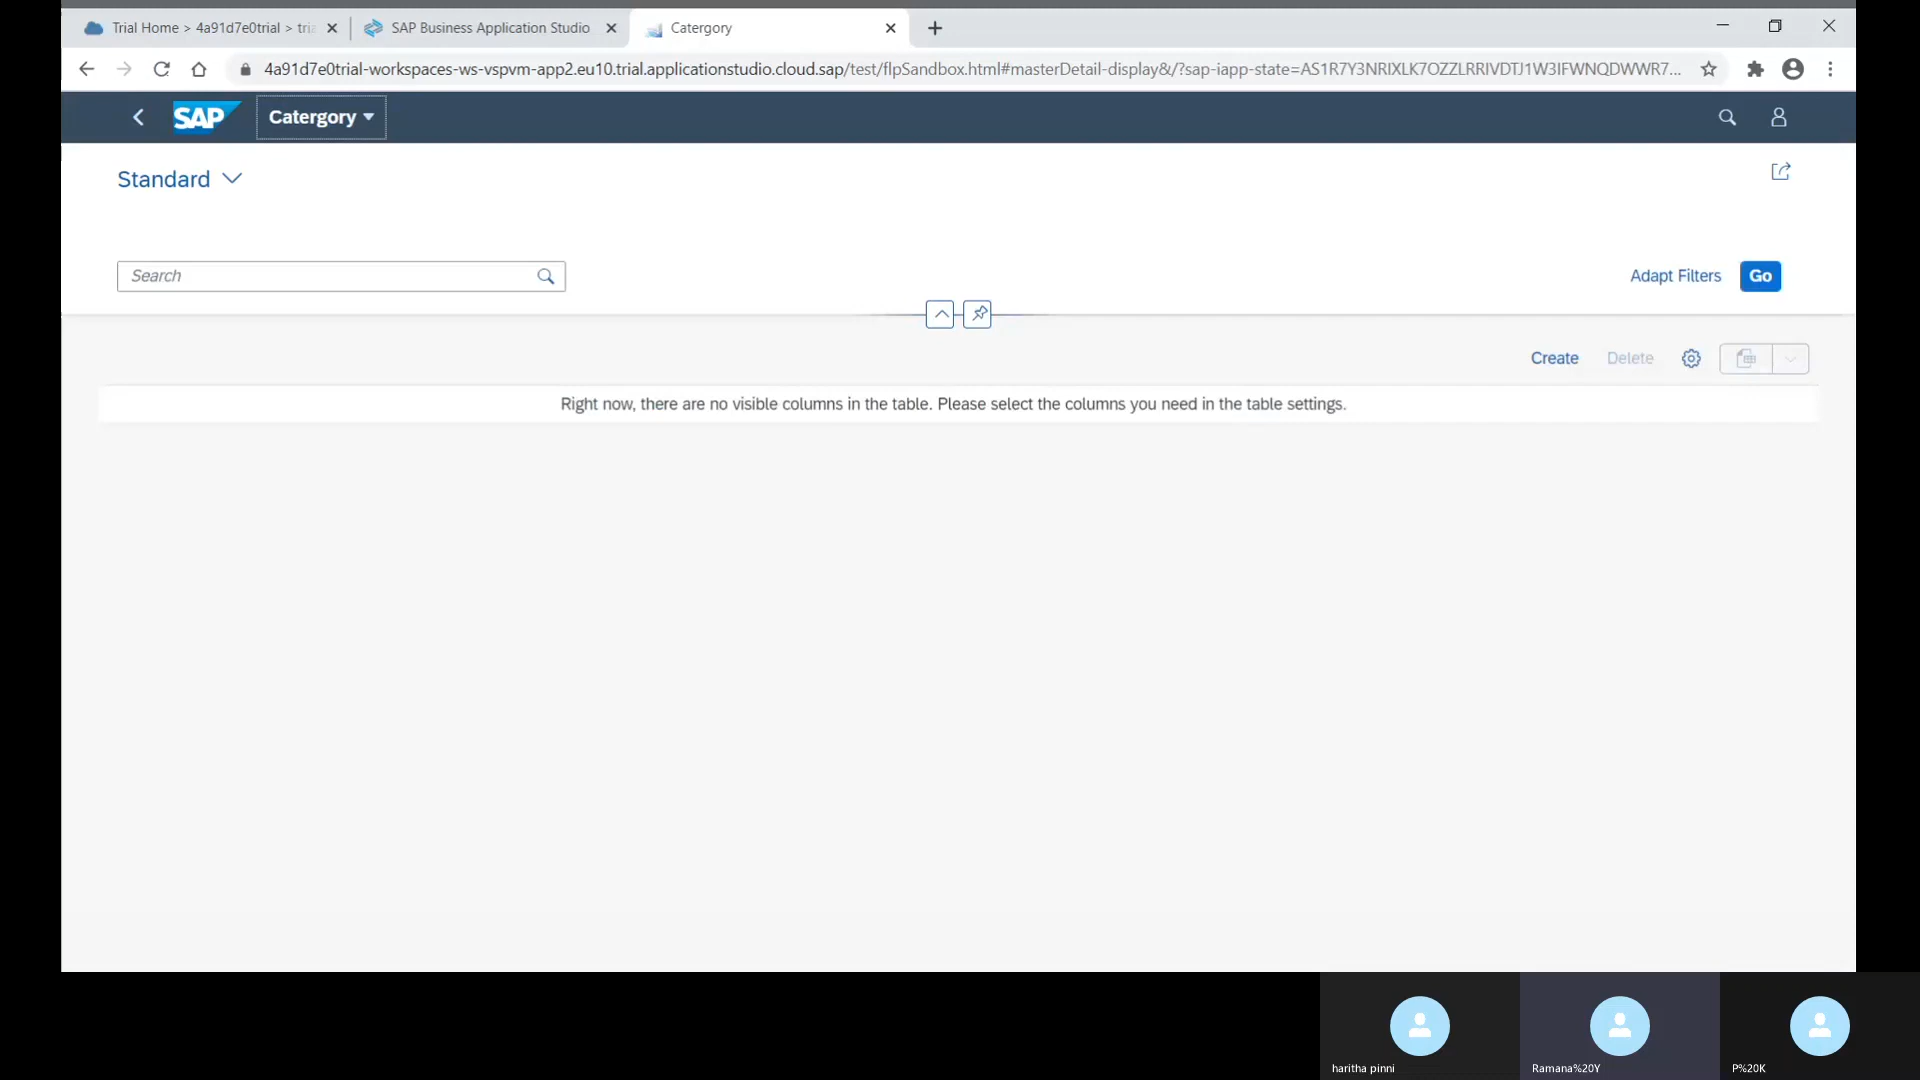 Trial Home > 4a91d7e0trial > tria
SAP Business Application Studio
Catergory
4a91d7e0trial-workspaces-ws-vspvm-app2.eu10.trial.applicationstudio.cloud.sap/test/flpSandbox.html#masterDetail-display&/?sap-iapp-state=AS1R7Y3NRIXLK7OZZLRRIVDTJ1W3IFWNQDWWR7...
SAP
Catergory
Standard
Search
Adapt Filters
Go
Create
Delete
Right now, there are no visible columns in the table. Please select the columns you need in the table settings.
haritha pinni
Ramana%20Y
P%20K